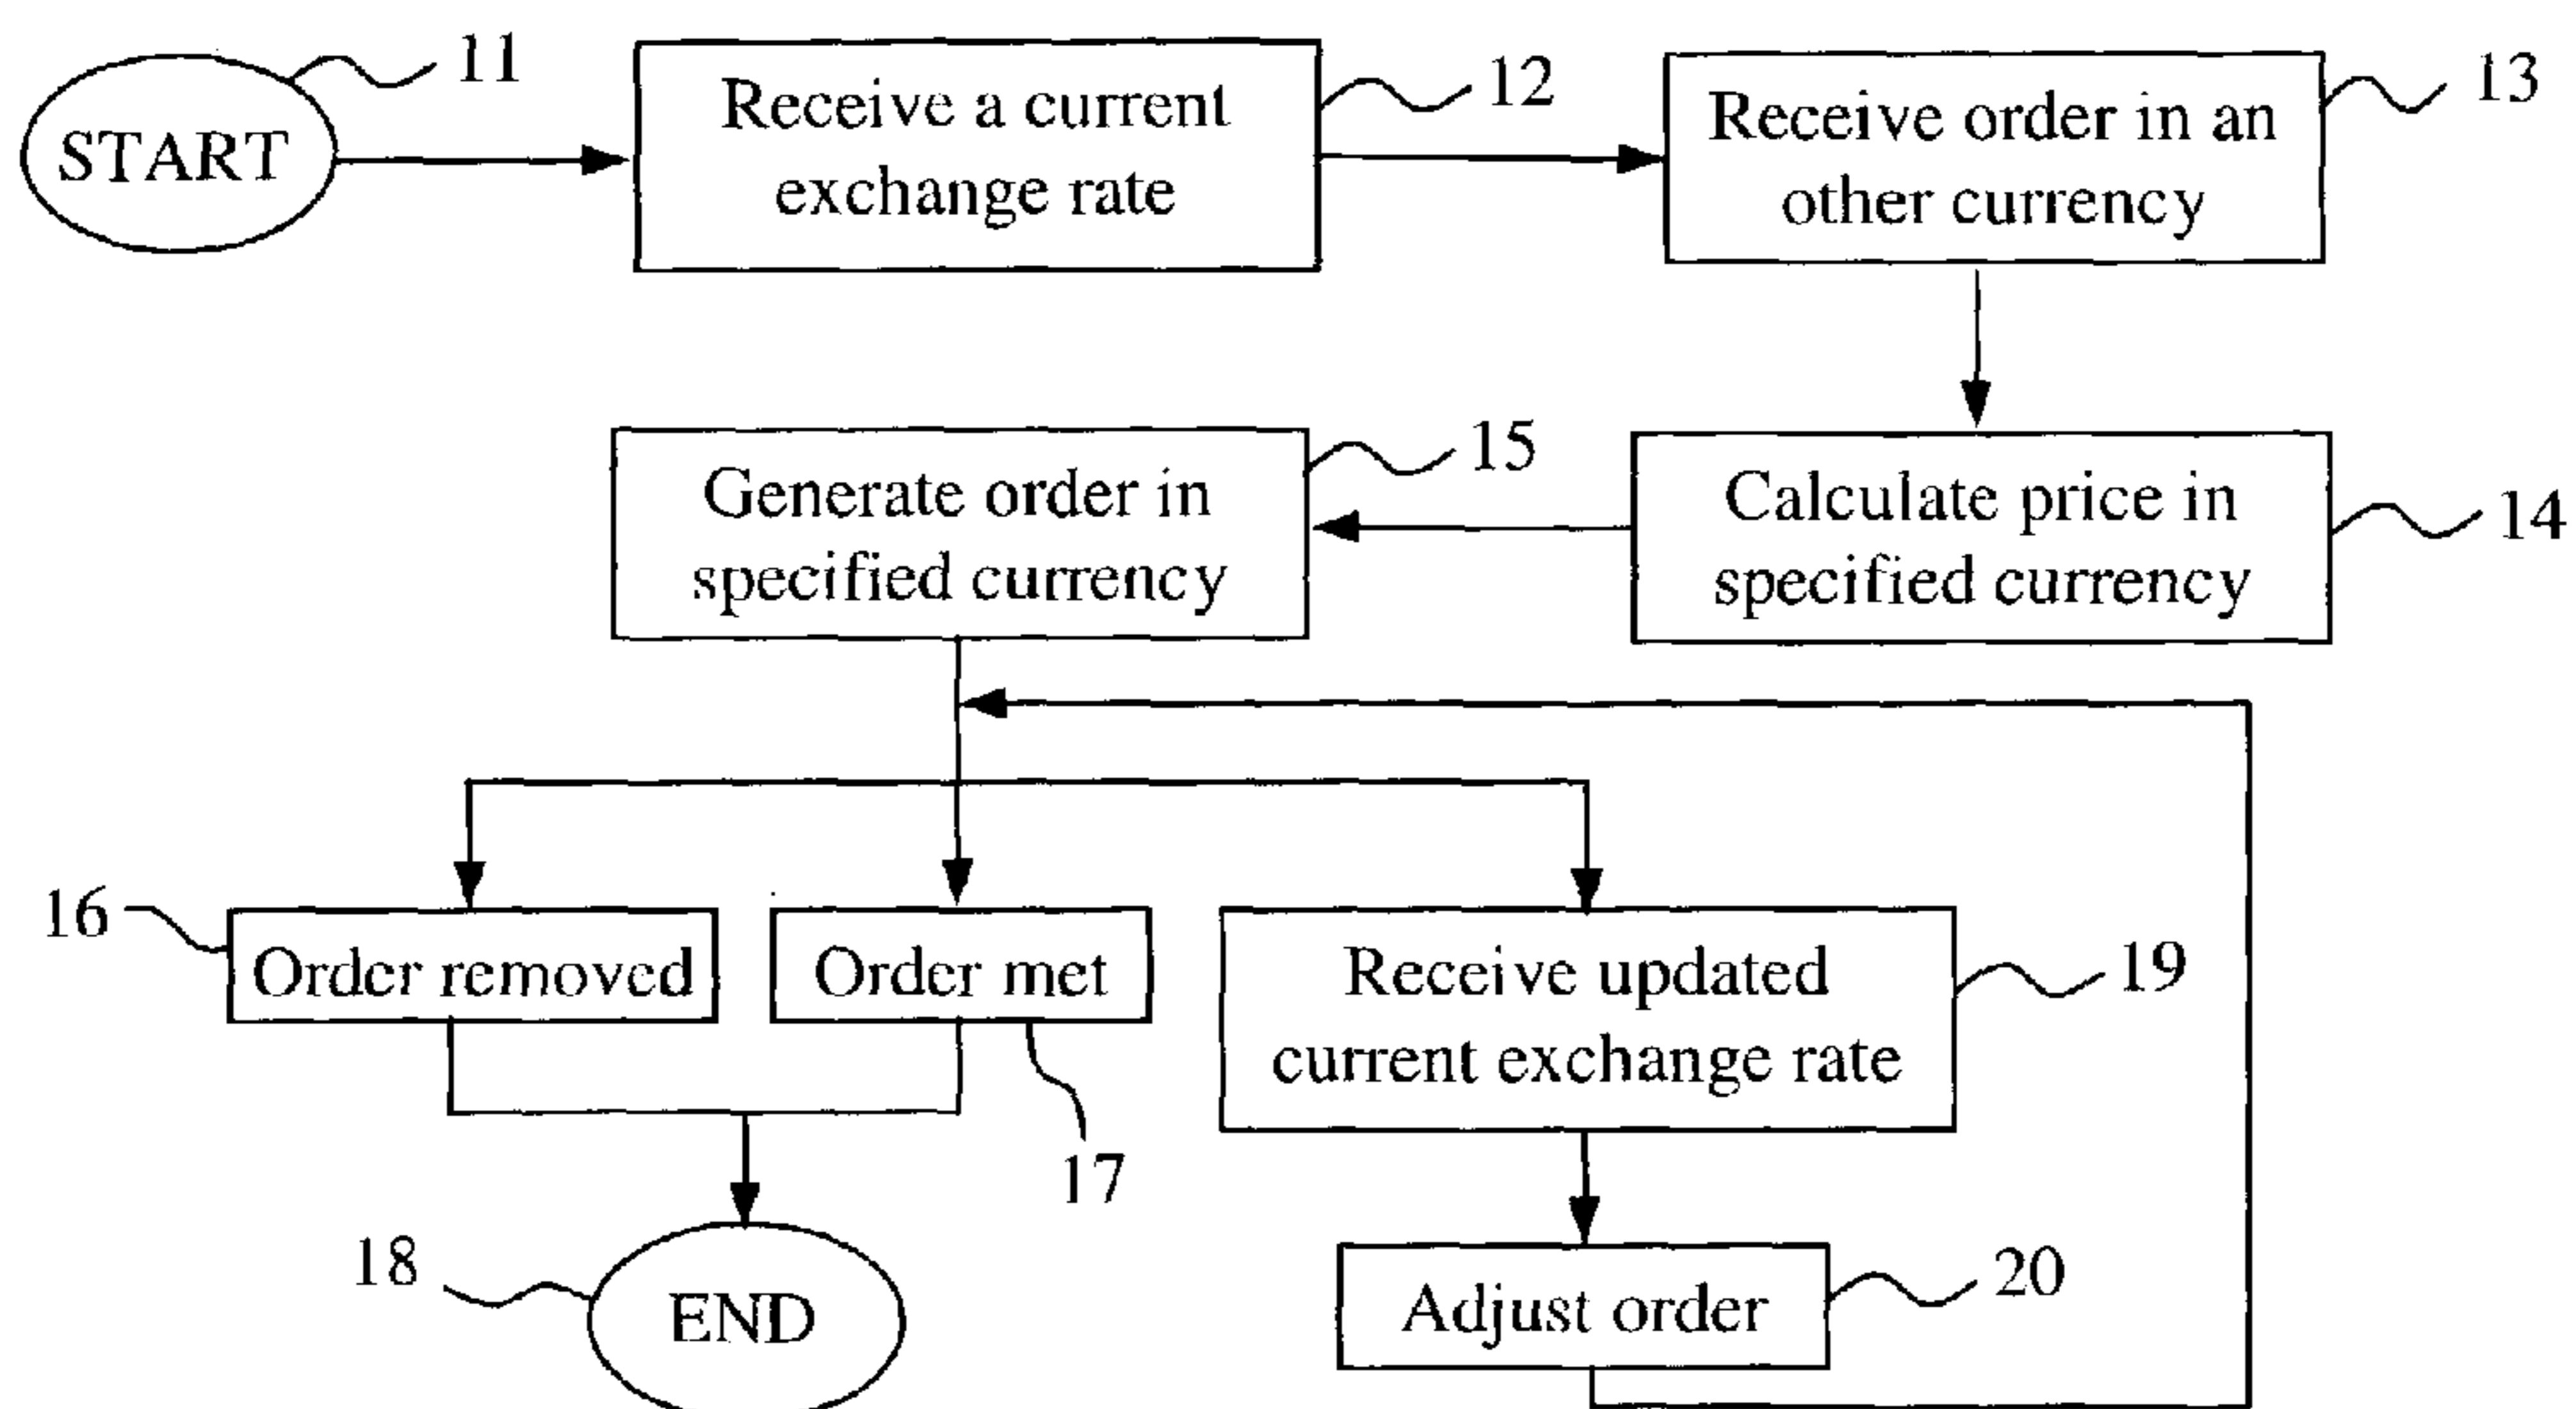 START
11
Receive a current
exchange rate
12
Receive order in an
other currency
13
Calculate price in
specified currency
14
Generate order in
specified currency
15
16
Order removed
Order met
17
Receive updated
current exchange rate
19
18
END
Adjust order
20